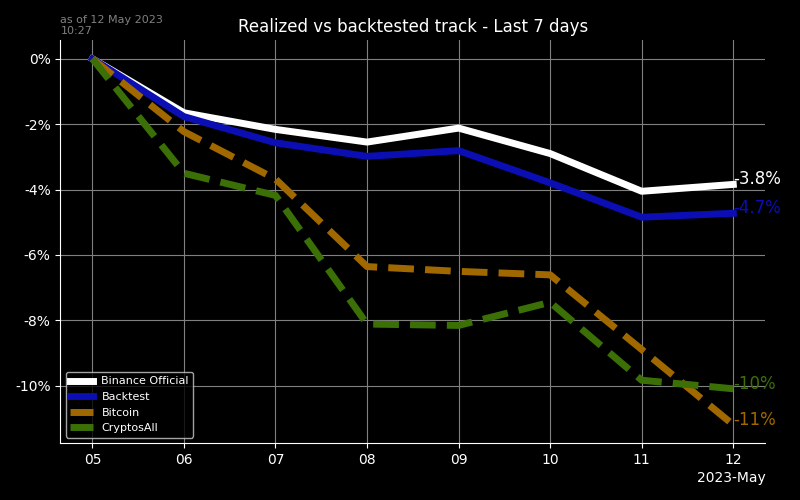 as of 12 May 2023
10:27
Realized vs backtested track - Last 7 days
0%
-2%
-4%
-6%
-8%
-10%
-3.8%
-4.7%
-10%
-11%
Binance Official
Backtest
Bitcoin
CryptosAll
05 06 07 08 09 10 11 12
2023-May